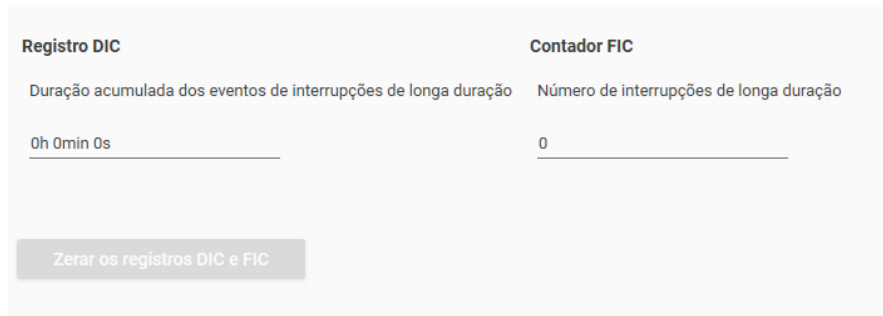 Registro DIC
Contador FIC
Duração acumulada dos eventos de interrupções de longa duração
Número de interrupções de longa duração
0h 0min 0s
0
Zerar os registros DIC e FIC